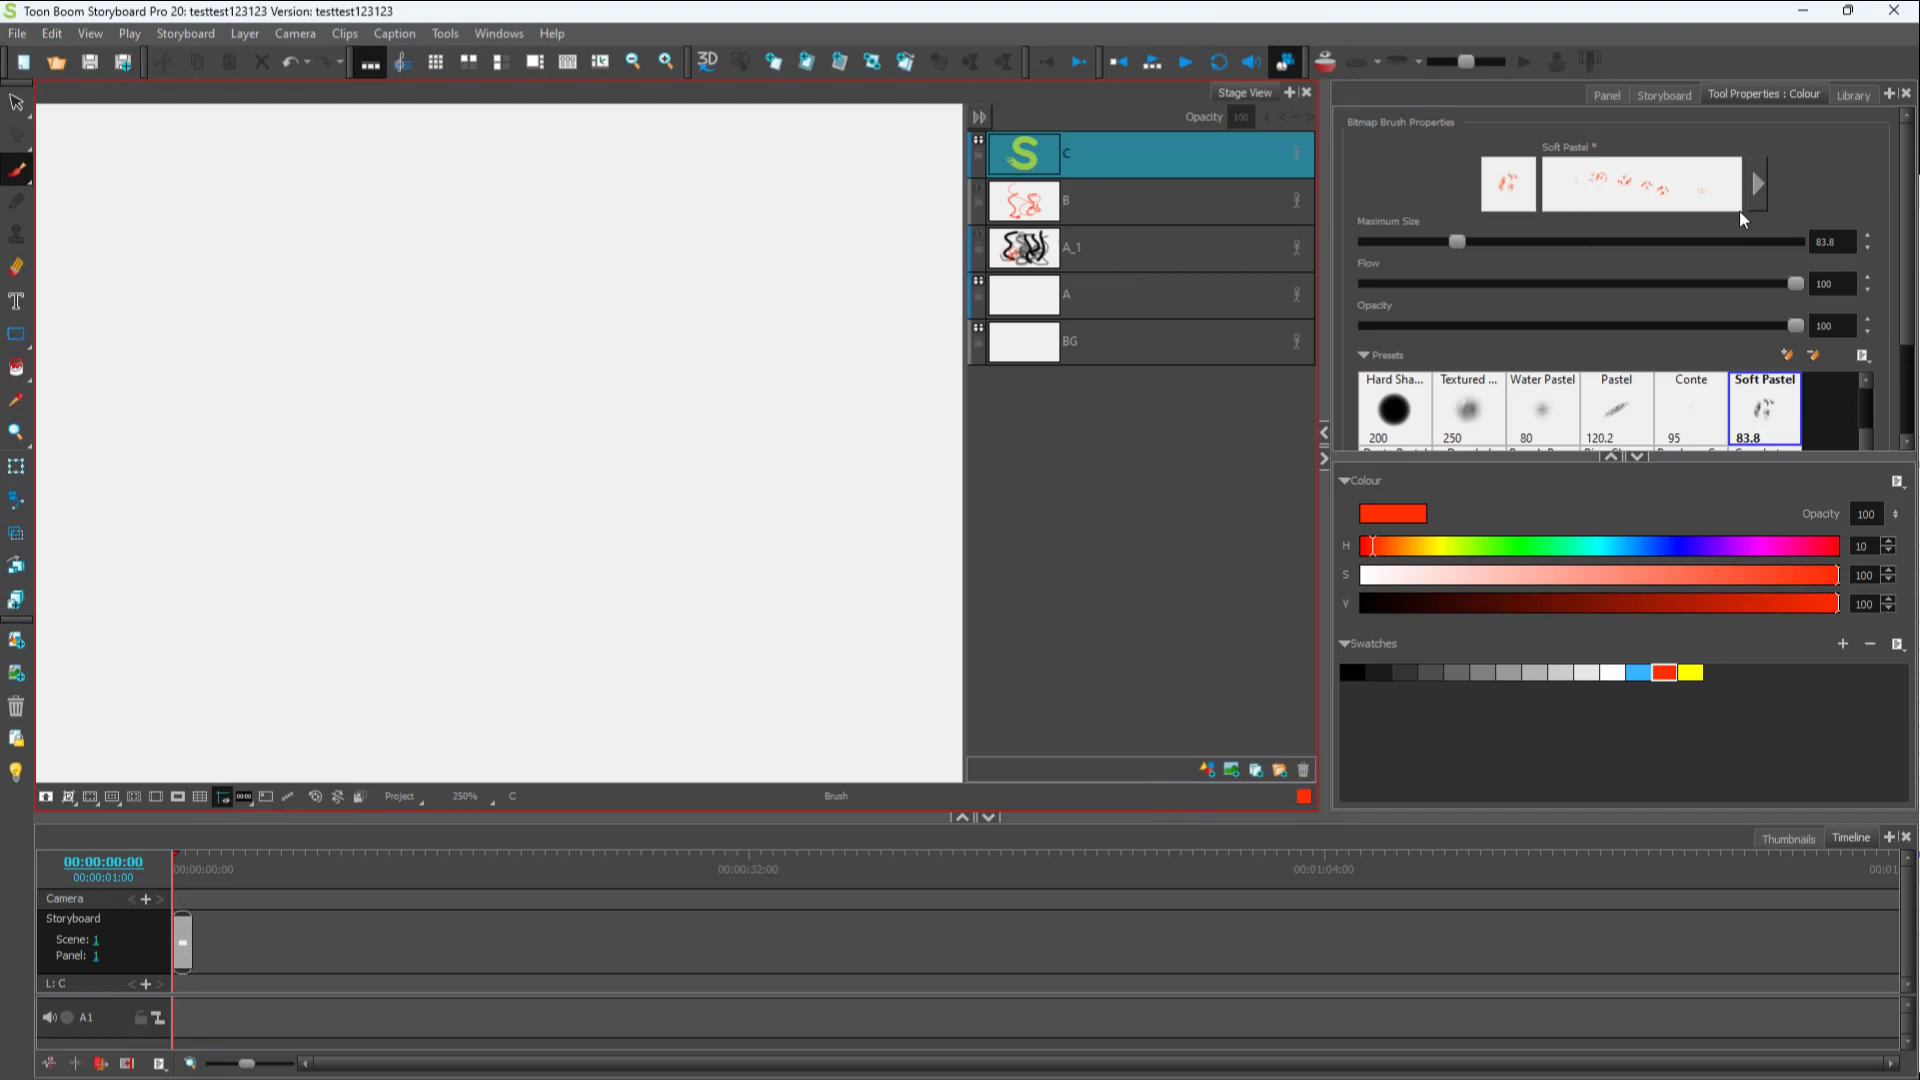 Toon Boom Storyboard Pro 20: testtest123123 Version: testtest123123
File Edit View Play Storyboard Layer Camera Clips Caption Tools Windows Help
3D
Stage View
Panel Storyboard Tool Properties : Colour Library
Opacity 100
C
B
A_1
A
BG
Bitmap Brush Properties
Soft Pastel *
Maximum Size
83.8
Flow
100
Opacity
100
Presets
Hard Sha... Textured ... Water Pastel Pastel Conte Soft Pastel
200 250 80 120.2 95 83.8
Colour
Opacity 100
H 10
S 100
V 100
Swatches
Project 250% C Brush
Thumbnails Timeline
00:00:00:00
00:00:01:00
00:00:00:00 00:00:32:00 00:01:04:00 00:01
Camera
Storyboard
Scene: 1
Panel: 1
L: C
A1